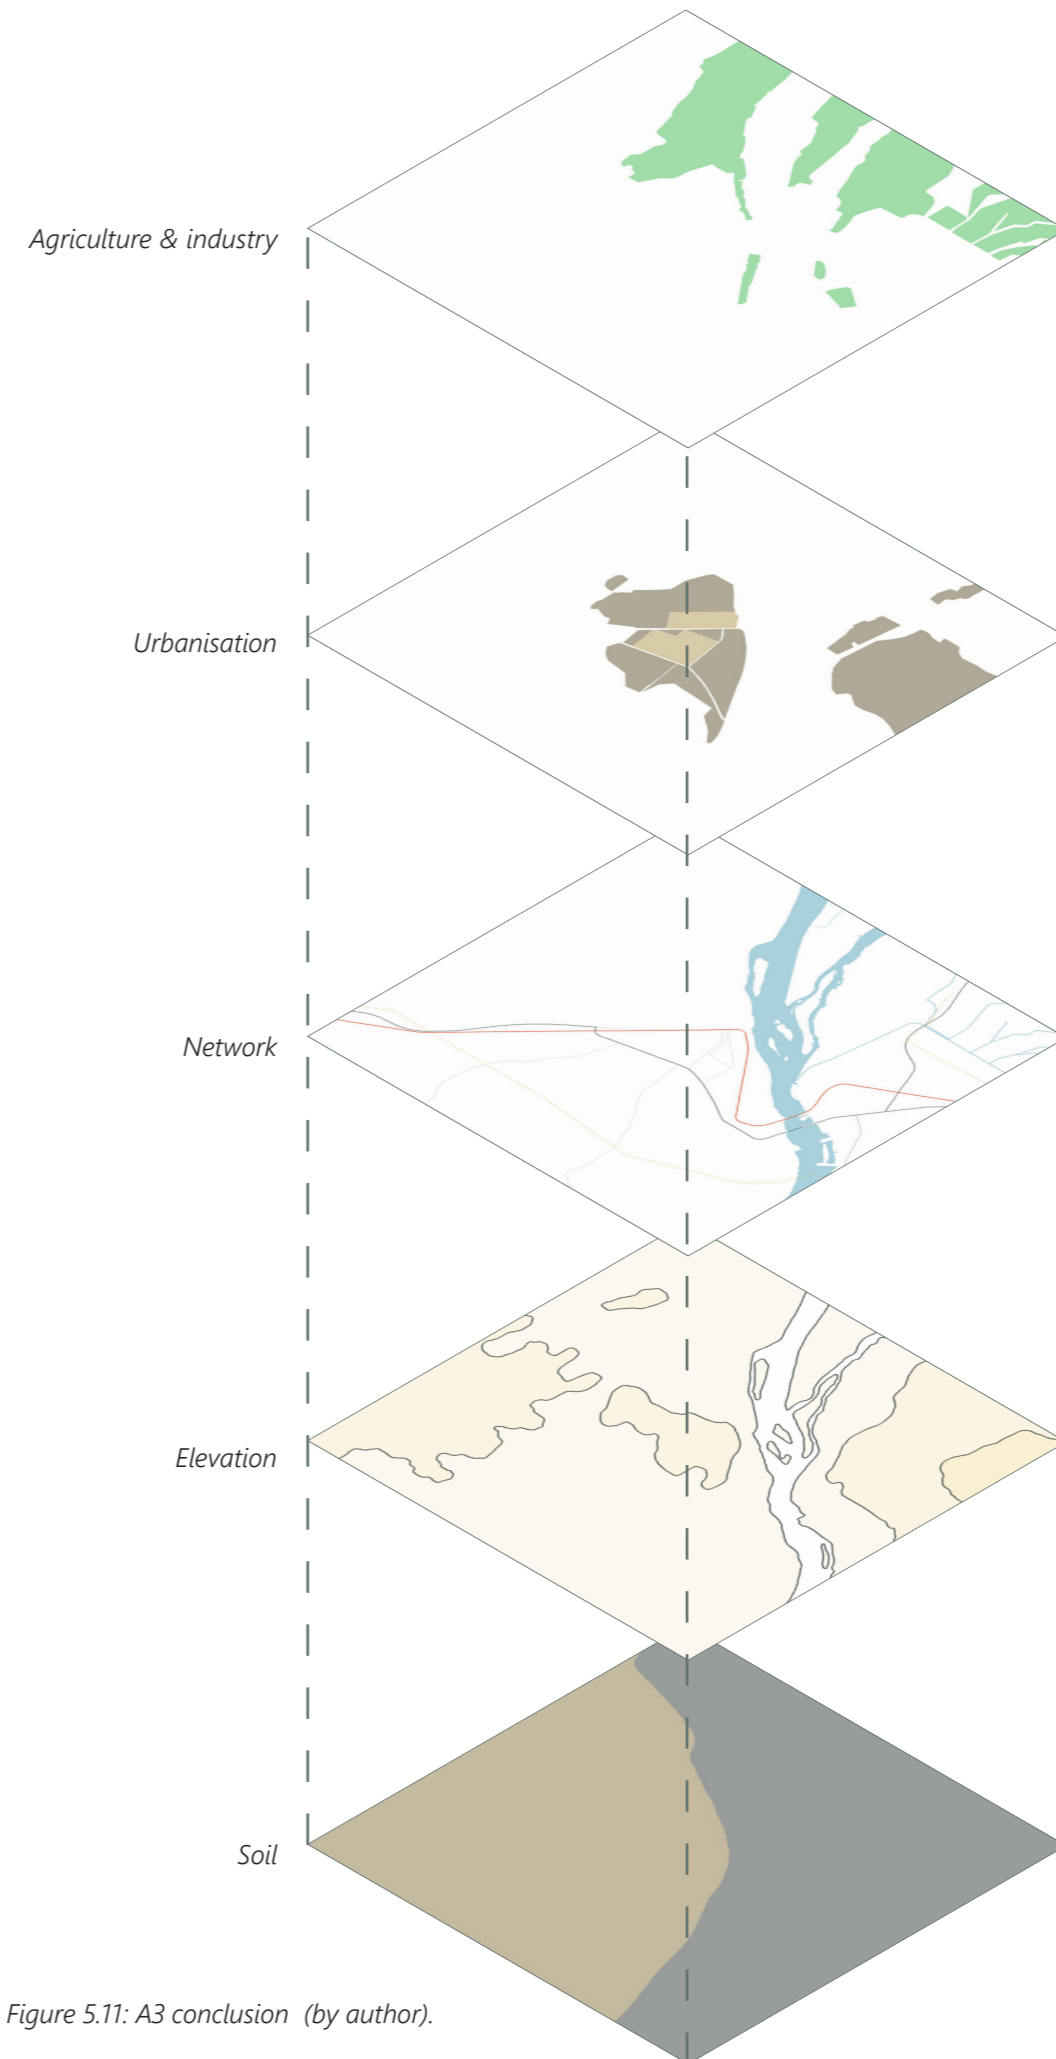 Agriculture & industry
Urbanisation
Network
Elevation
Soil
Figure 5.11: A3 conclusion (by author).